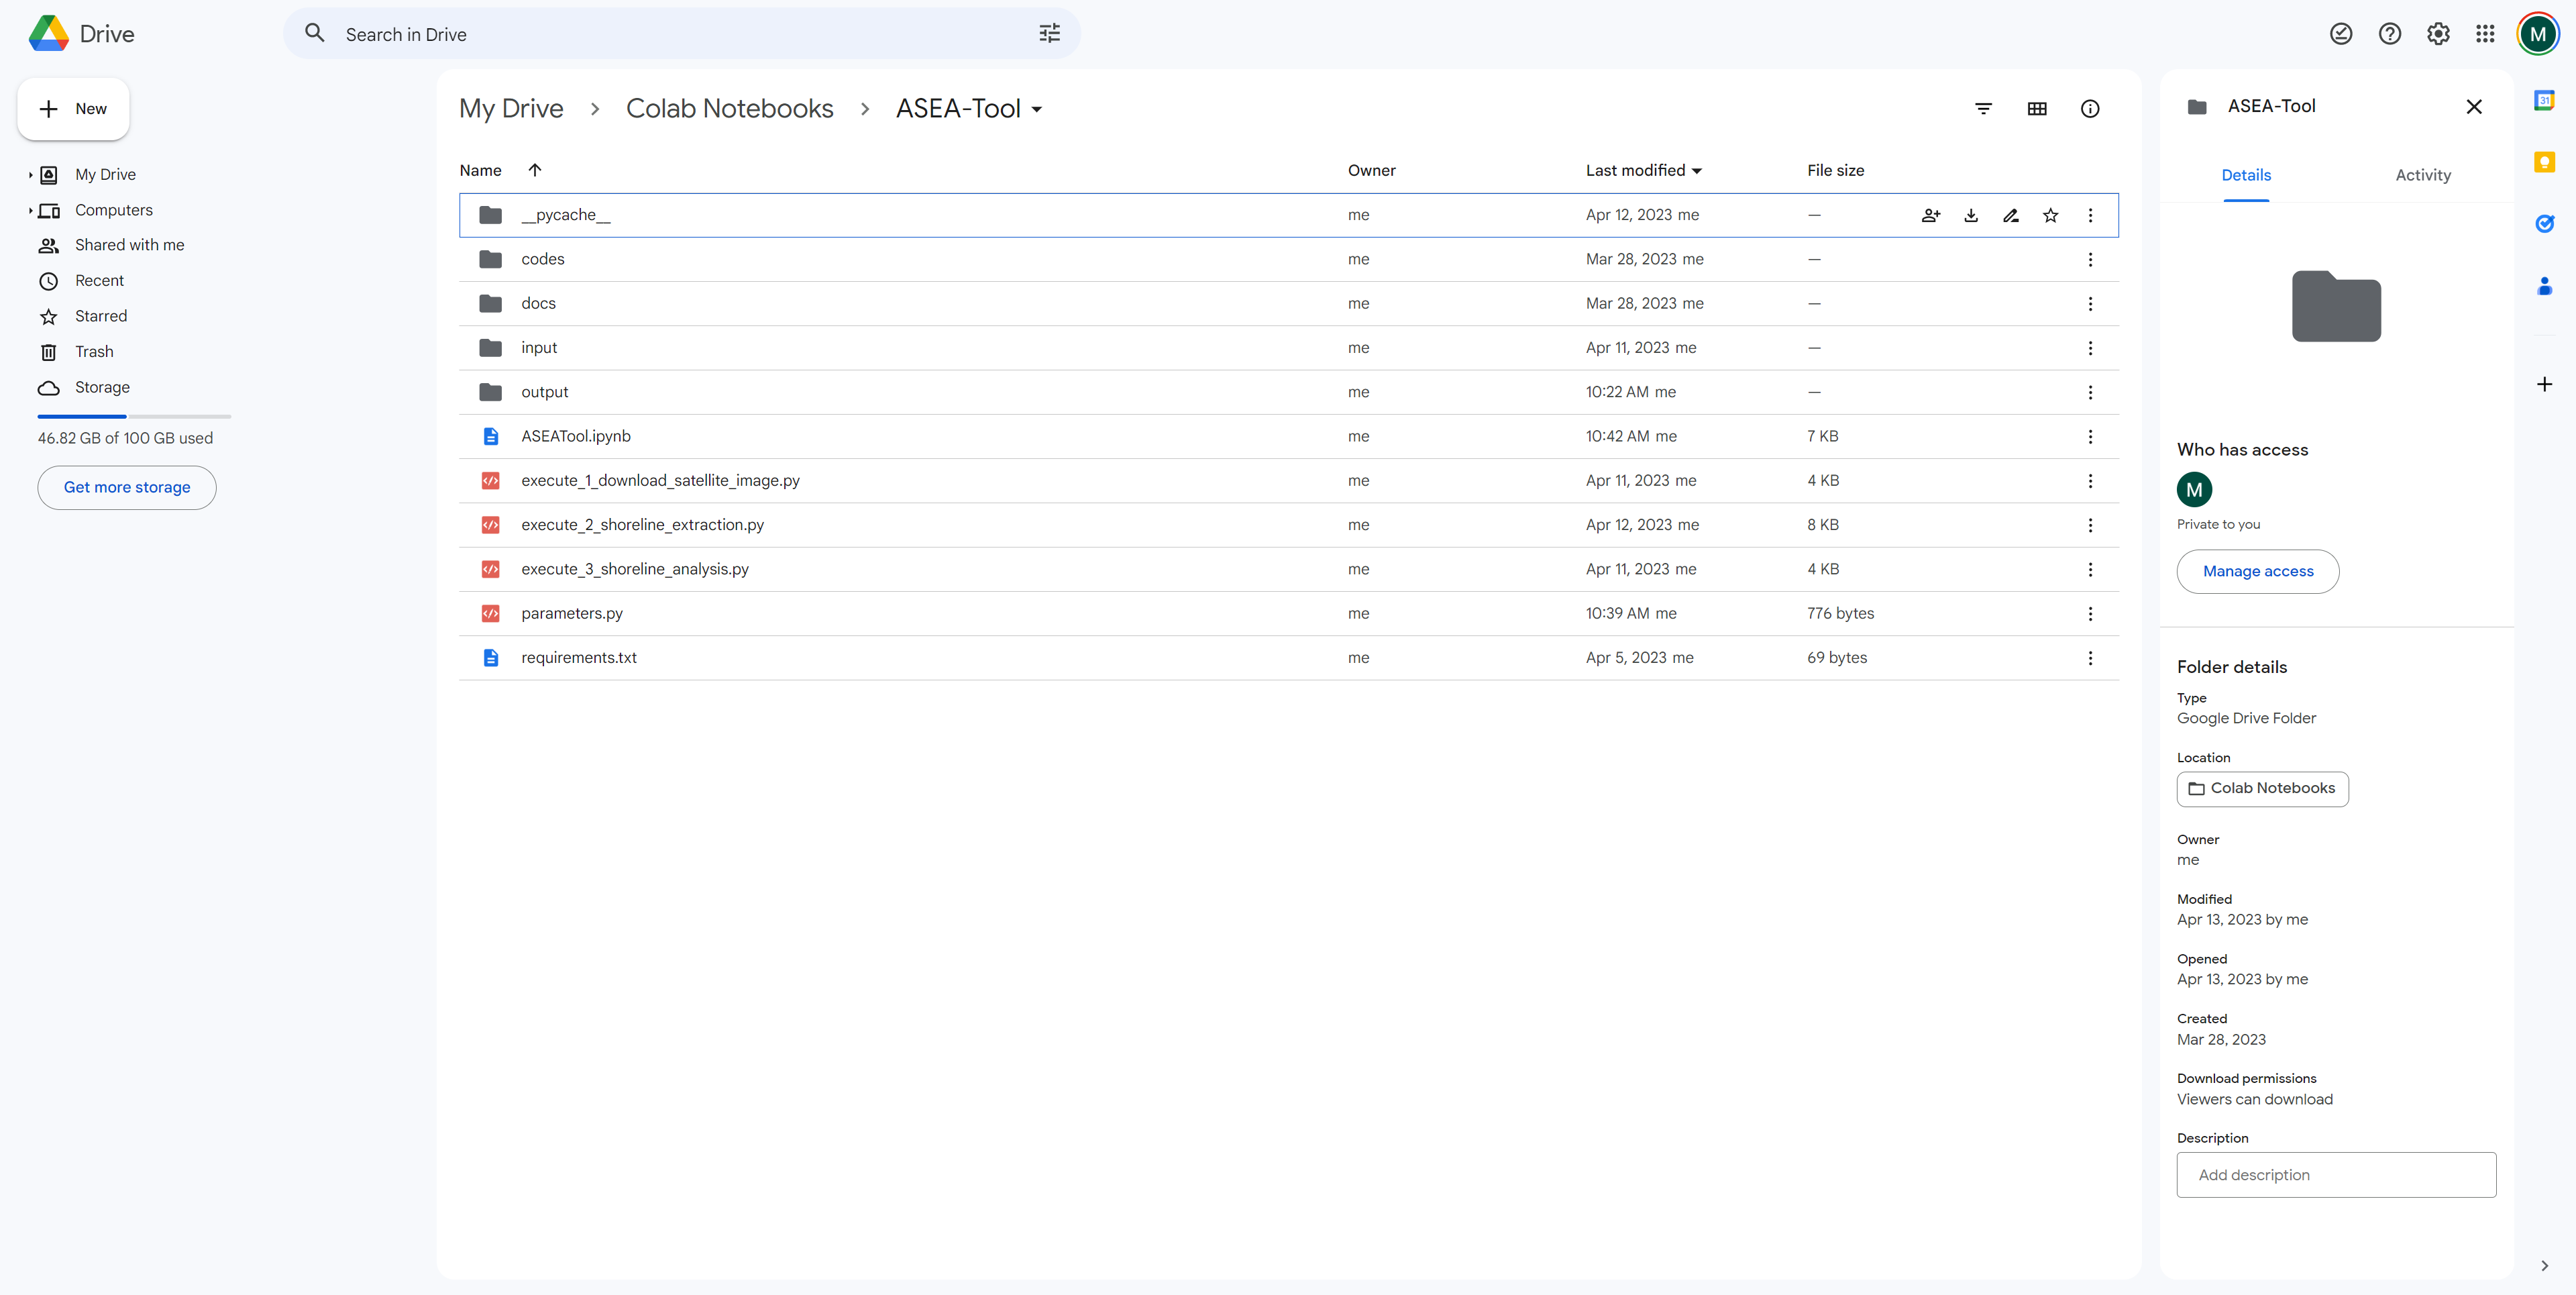 Drive
Search in Drive
M
New
My Drive
Computers
Shared with me
Recent
Starred
Trash
Storage
46.82 GB of 100 GB used
Get more storage
My Drive > Colab Notebooks > ASEA-Tool
Name Owner Last modified File size
__pycache__ me Apr 12, 2023 me —
codes me Mar 28, 2023 me —
docs me Mar 28, 2023 me —
input me Apr 11, 2023 me —
output me 10:22 AM me —
ASEATool.ipynb me 10:42 AM me 7 KB
execute_1_download_satellite_image.py me Apr 11, 2023 me 4 KB
execute_2_shoreline_extraction.py me Apr 12, 2023 me 8 KB
execute_3_shoreline_analysis.py me Apr 11, 2023 me 4 KB
parameters.py me 10:39 AM me 776 bytes
requirements.txt me Apr 5, 2023 me 69 bytes
ASEA-Tool
Details Activity
Who has access
M
Private to you
Manage access
Folder details
Type
Google Drive Folder
Location
Colab Notebooks
Owner
me
Modified
Apr 13, 2023 by me
Opened
Apr 13, 2023 by me
Created
Mar 28, 2023
Download permissions
Viewers can download
Description
Add description
31